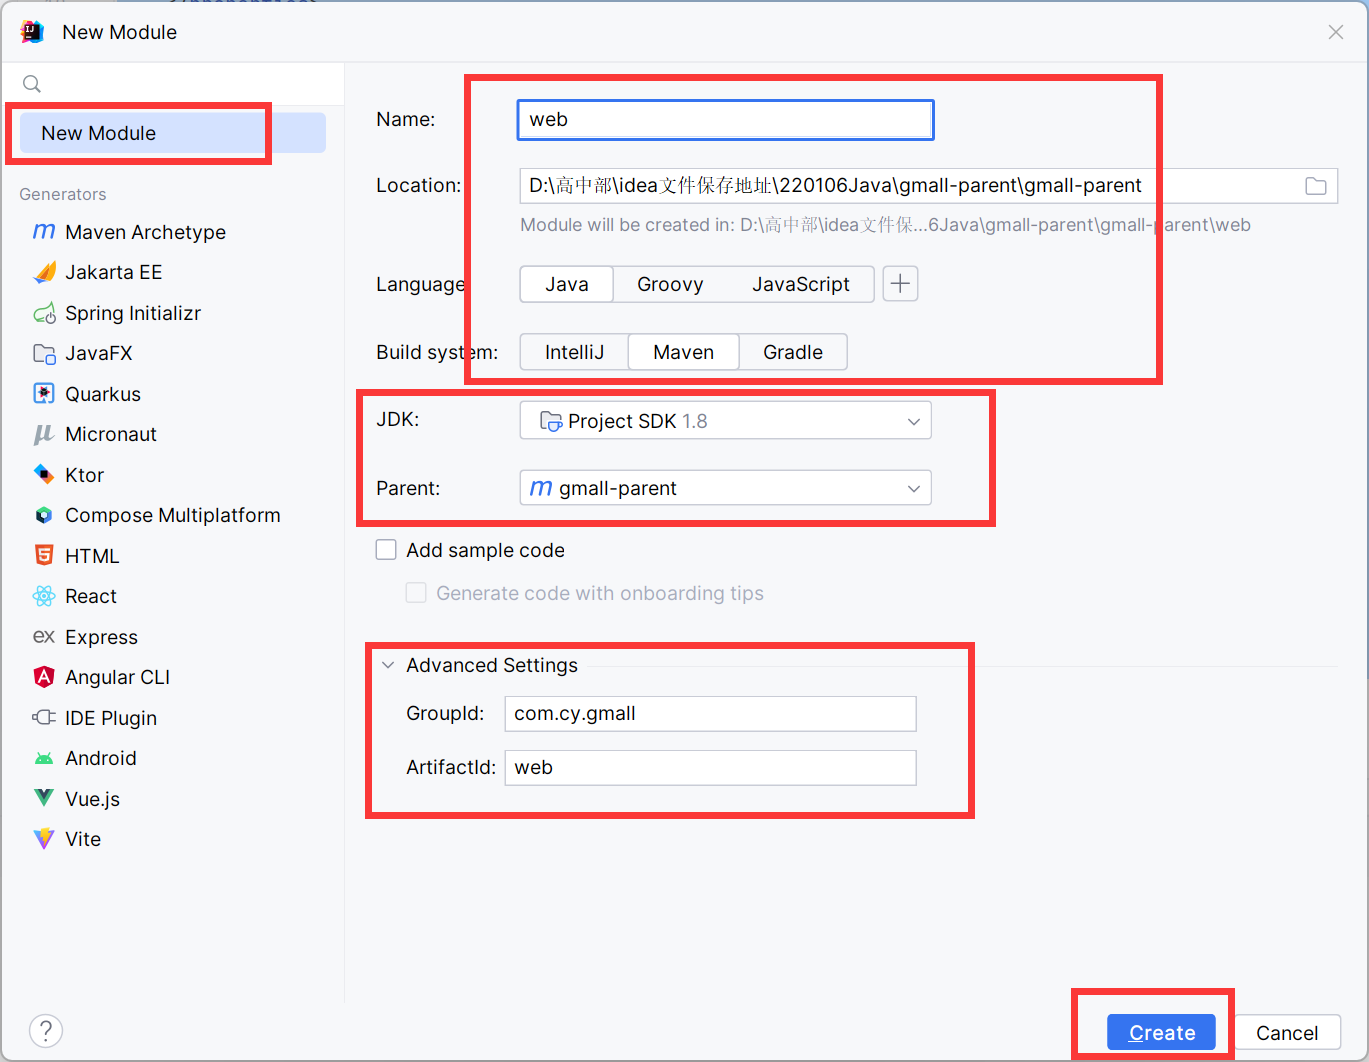 New Module
New Module
Generators
Maven Archetype
Jakarta EE
Spring Initializr
JavaFX
Quarkus
Micronaut
Ktor
Compose Multiplatform
HTML
React
ex Express
Angular CLI
IDE Plugin
Android
Vue.js
Vite
Name: web
Location: D:\高中部\idea文件保存地址\220106Java\gmall-parent\gmall-parent
Module will be created in: D:\高中部\idea文件保...6Java\gmall-parent\gmall-parent\web
Language Java Groovy JavaScript
Build system: IntelliJ Maven Gradle
JDK: Project SDK 1.8
Parent: m gmall-parent
Add sample code
Generate code with onboarding tips
Advanced Settings
GroupId: com.cy.gmall
ArtifactId: web
? Create Cancel